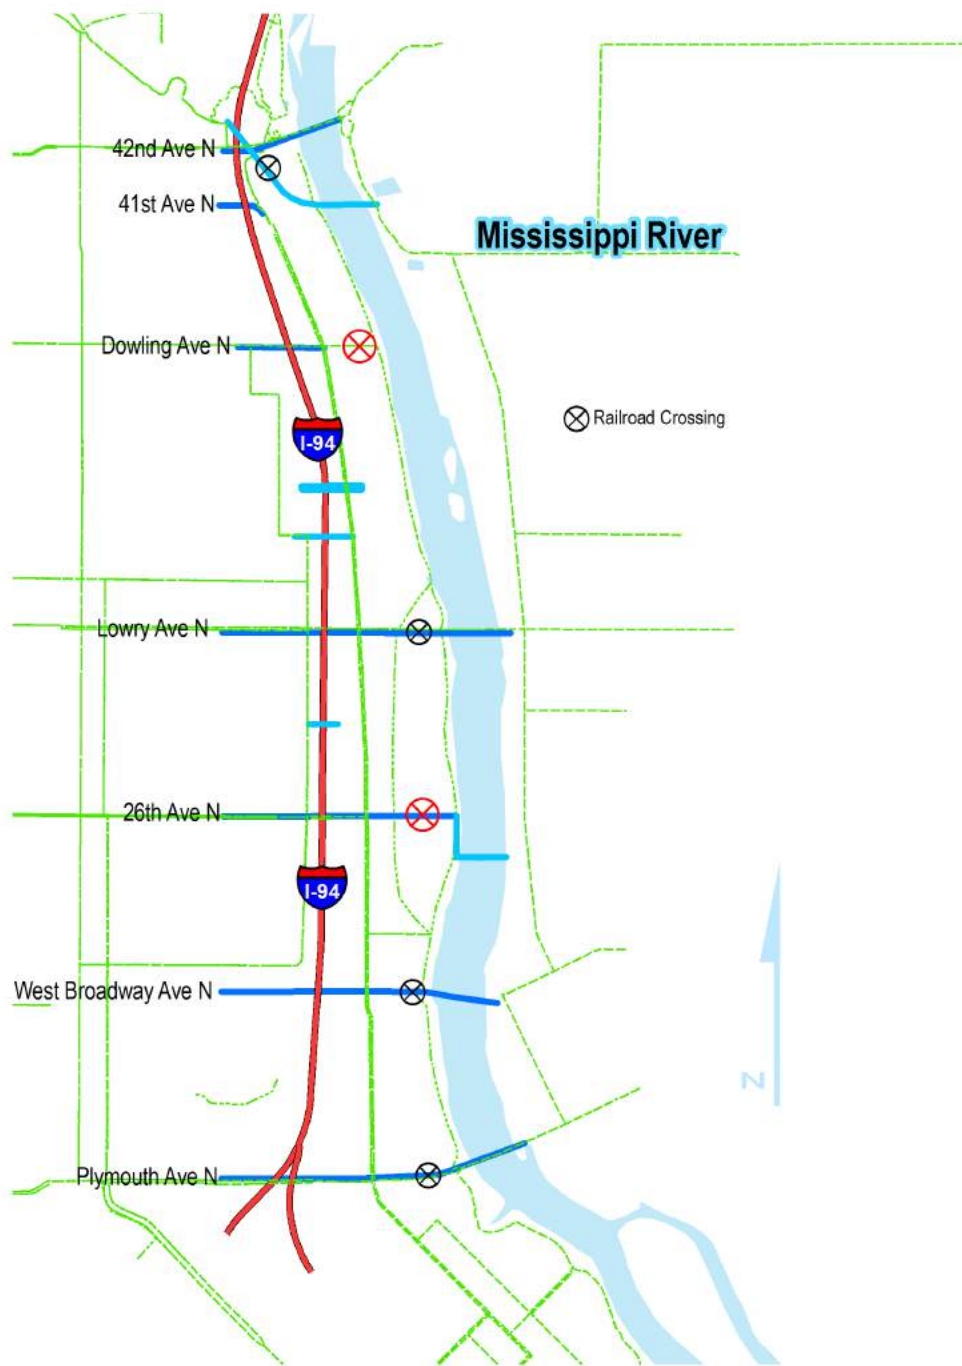 42nd Ave N
41st Ave N
Mississippi River
Dowling Ave N
Railroad Crossing
I-94
Lowry Ave N
26th Ave N
I-94
West Broadway Ave N
N
Plymouth Ave N